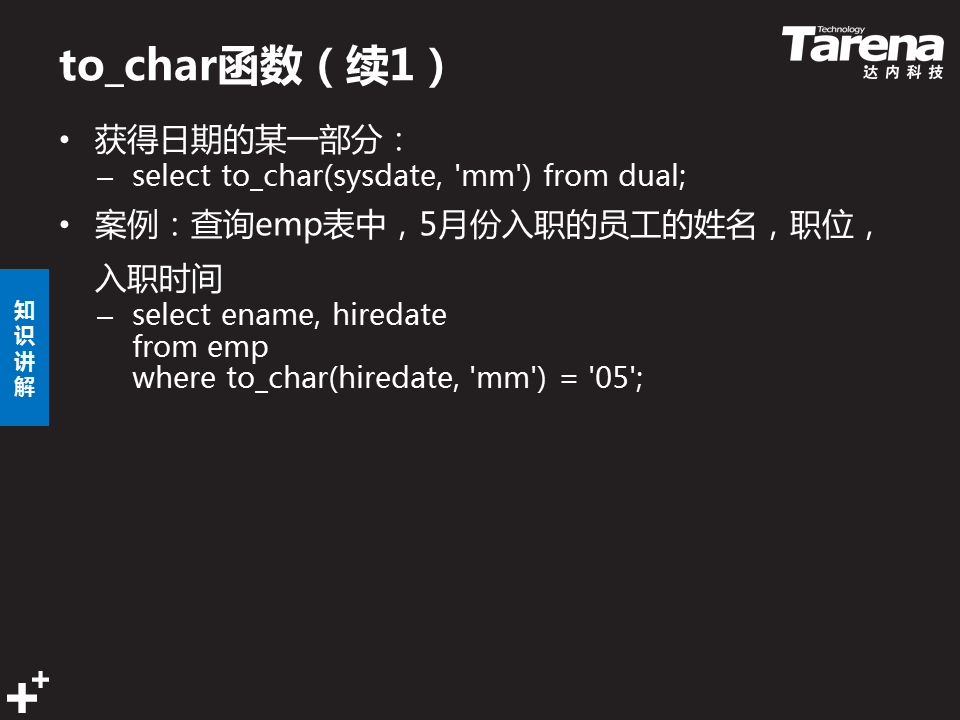 to_char函数（续1）
Technology
Tarena
达内科技
• 获得日期的某一部分：
– select to_char(sysdate, 'mm') from dual;
• 案例：查询emp表中，5月份入职的员工的姓名，职位，
入职时间
– select ename, hiredate
from emp
where to_char(hiredate, 'mm') = '05';
知
识
讲
解